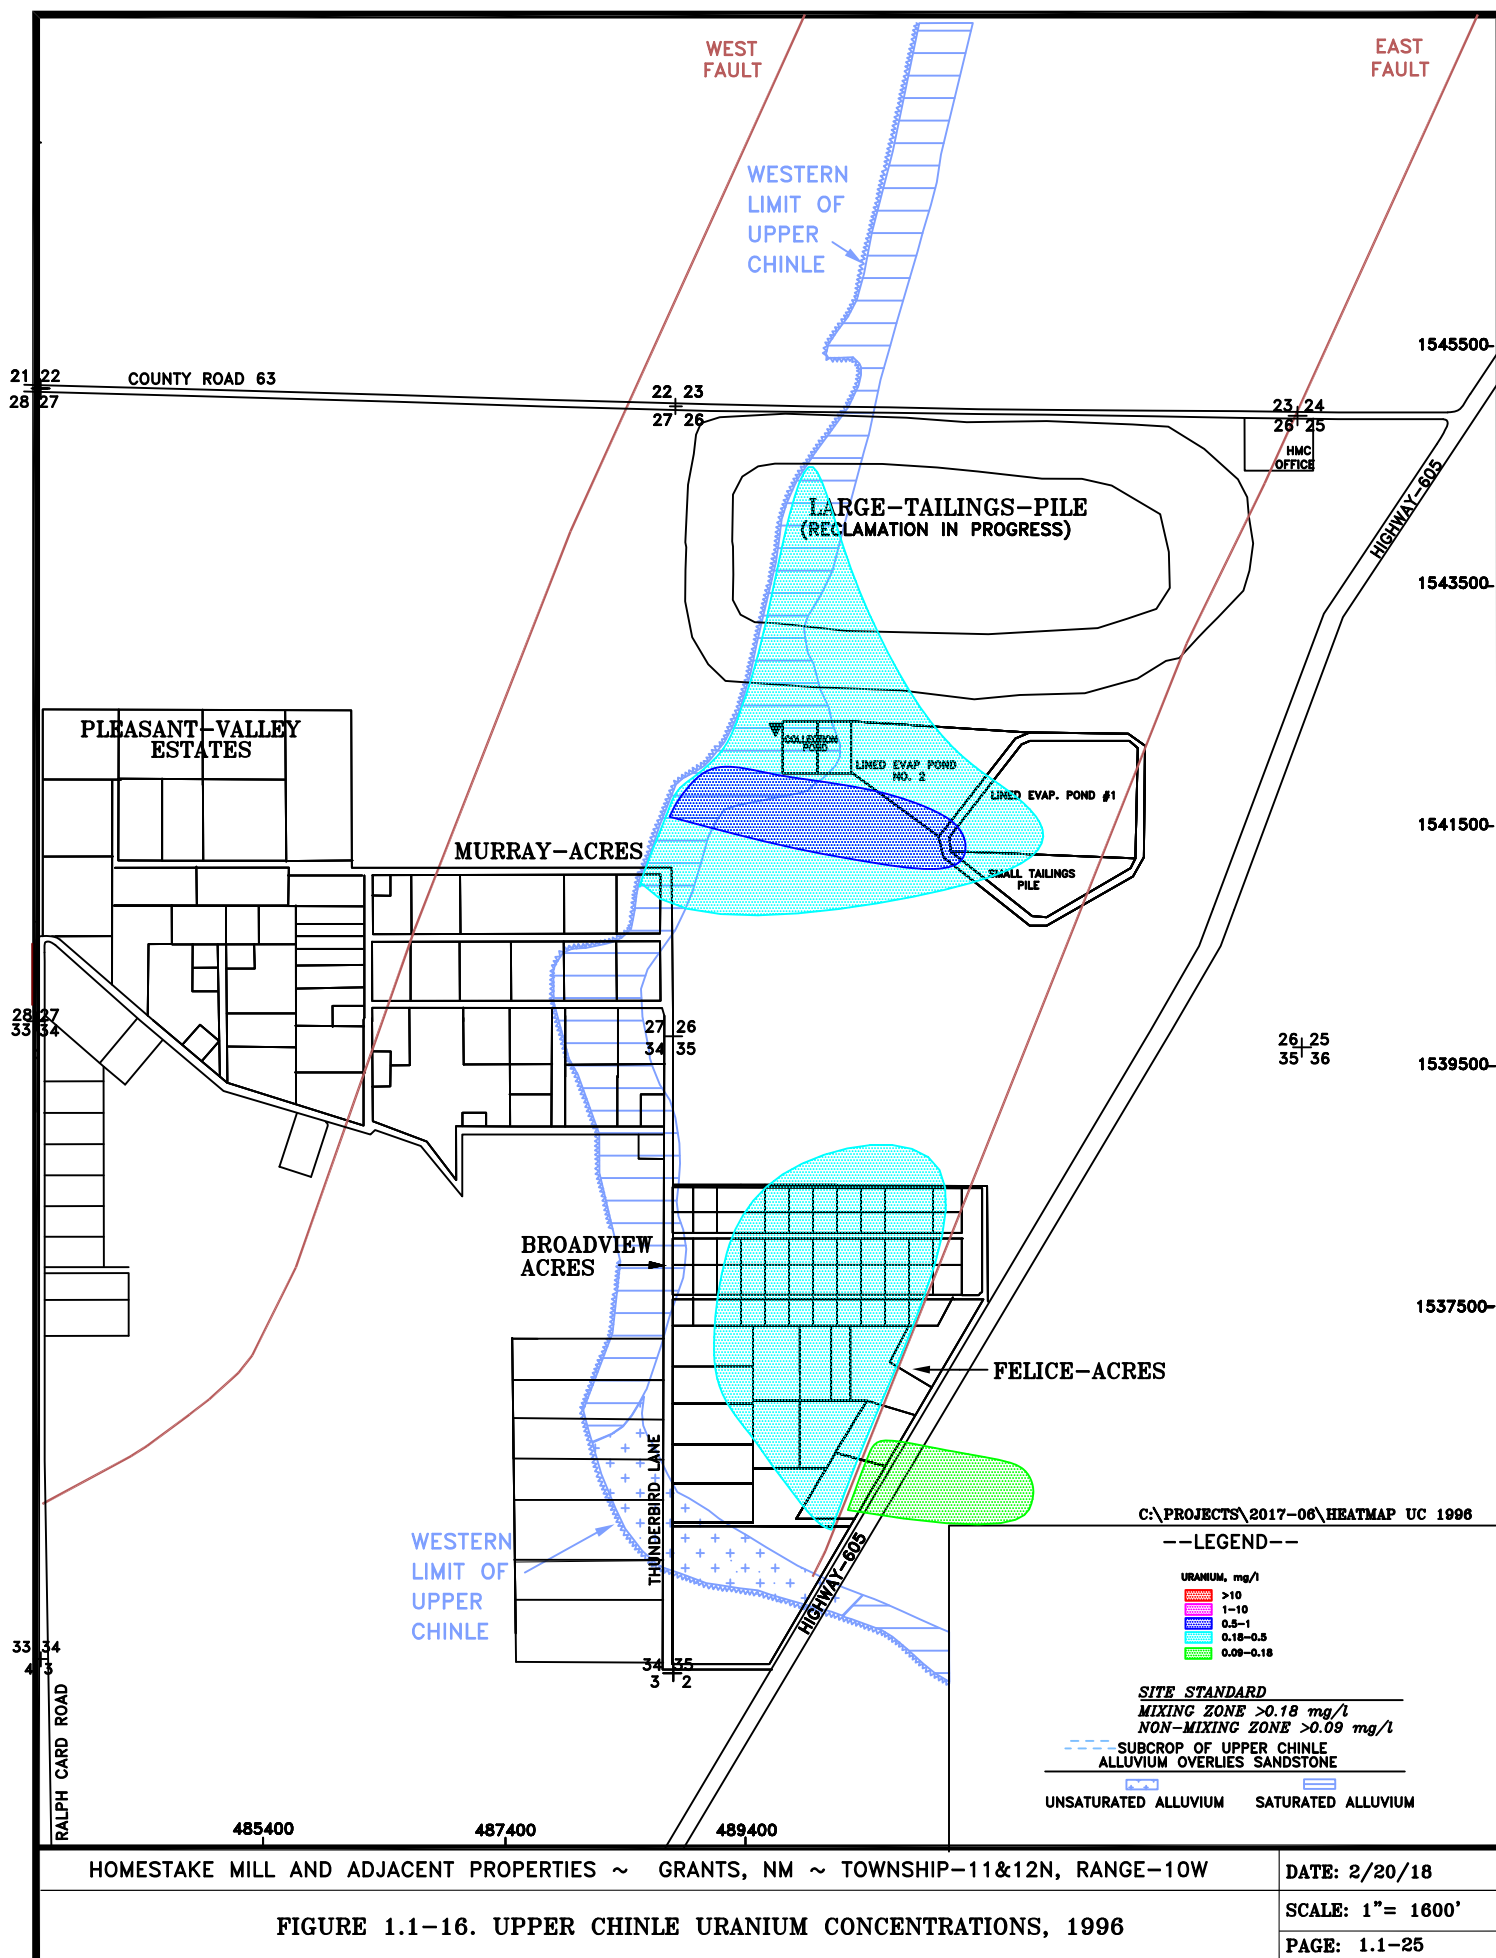 WEST
FAULT
EAST
FAULT
WESTERN
LIMIT OF
UPPER
CHINLE
1545500
21 22
28 27
COUNTY ROAD 63
22 23
27 26
23 24
26 25
HMC
OFFICE
HIGHWAY-605
LARGE-TAILINGS-PILE
(RECLAMATION IN PROGRESS)
1543500
PLEASANT-VALLEY
ESTATES
COLLECTION
POND
LINED EVAP POND
NO. 2
LINED EVAP. POND #1
1541500
MURRAY-ACRES
SMALL TAILINGS
PILE
28 27
33 34
27 26
34 35
26 25
35 36
1539500
BROADVIEW
ACRES
1537500
FELICE-ACRES
THUNDERBIRD LANE
WESTERN
LIMIT OF
UPPER
CHINLE
HIGHWAY-605
33 34
4 3
34 35
3 2
RALPH CARD ROAD
485400
487400
489400
C:\PROJECTS\2017-06\HEATMAP UC 1996
--LEGEND--
URANIUM, mg/l
>10
1-10
0.5-1
0.18-0.5
0.09-0.18
SITE STANDARD
MIXING ZONE >0.18 mg/l
NON-MIXING ZONE >0.09 mg/l
SUBCROP OF UPPER CHINLE
ALLUVIUM OVERLIES SANDSTONE
UNSATURATED ALLUVIUM SATURATED ALLUVIUM
HOMESTAKE MILL AND ADJACENT PROPERTIES ~ GRANTS, NM ~ TOWNSHIP-11&12N, RANGE-10W
DATE: 2/20/18
FIGURE 1.1-16. UPPER CHINLE URANIUM CONCENTRATIONS, 1996
SCALE: 1"= 1600'
PAGE: 1.1-25